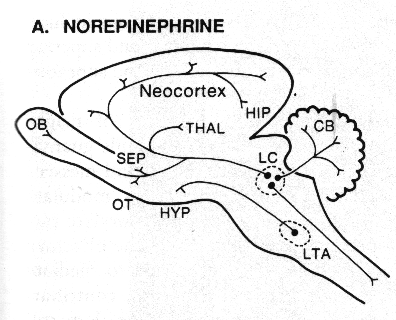 A. NOREPINEPHRINE
Neocortex
HIP
OB
THAL
CB
SEP
LC
OT
HYP
LTA